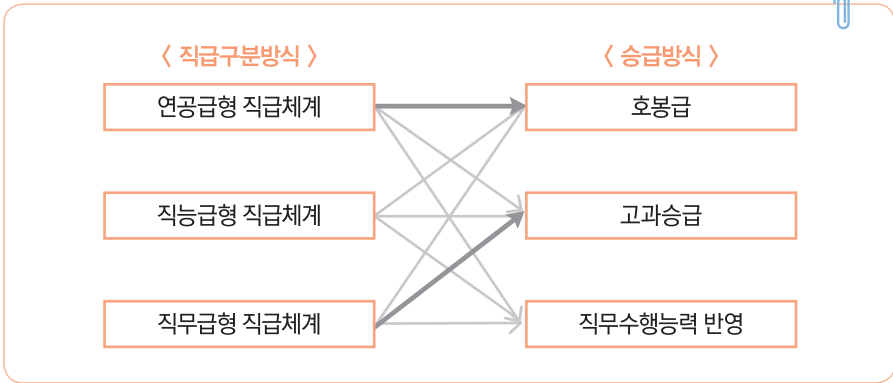 〈 직급구분방식 〉 〈 승급방식 〉
연공급형 직급체계 호봉급
직능급형 직급체계 고과승급
직무급형 직급체계 직무수행능력 반영